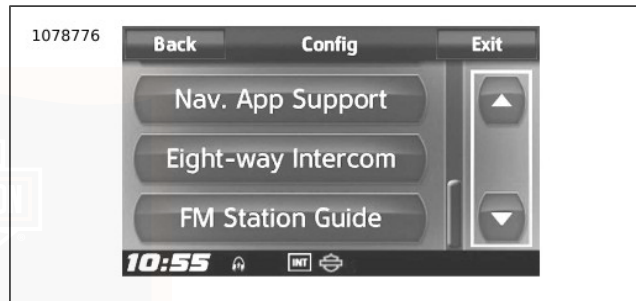 1078776
Back Config Exit
Nav. App Support
Eight-way Intercom
FM Station Guide
10:55 INT